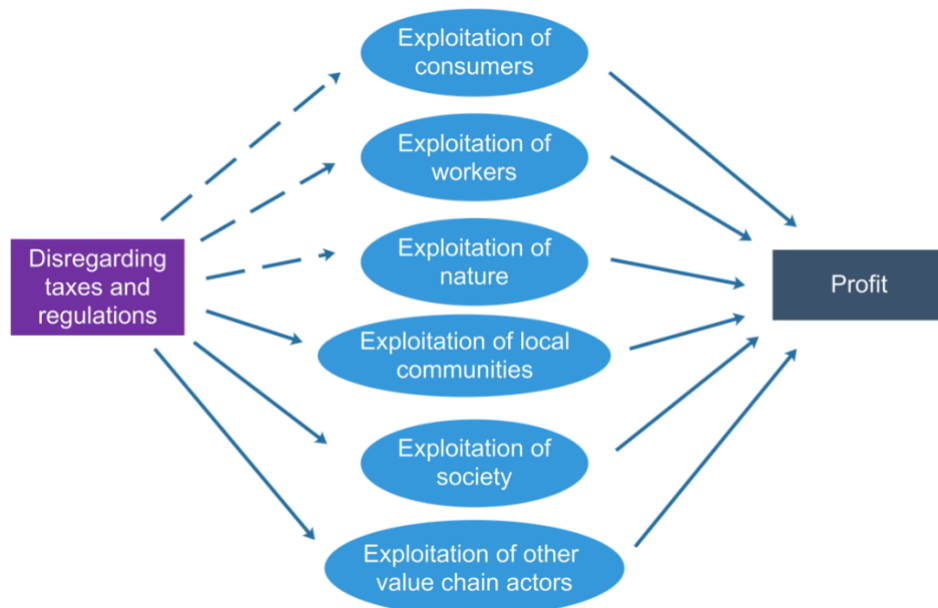 Exploitation of
consumers
Exploitation of
workers
Disregarding
taxes and
regulations
Exploitation of
nature
Profit
Exploitation of local
communities
Exploitation of
society
Exploitation of other
value chain actors